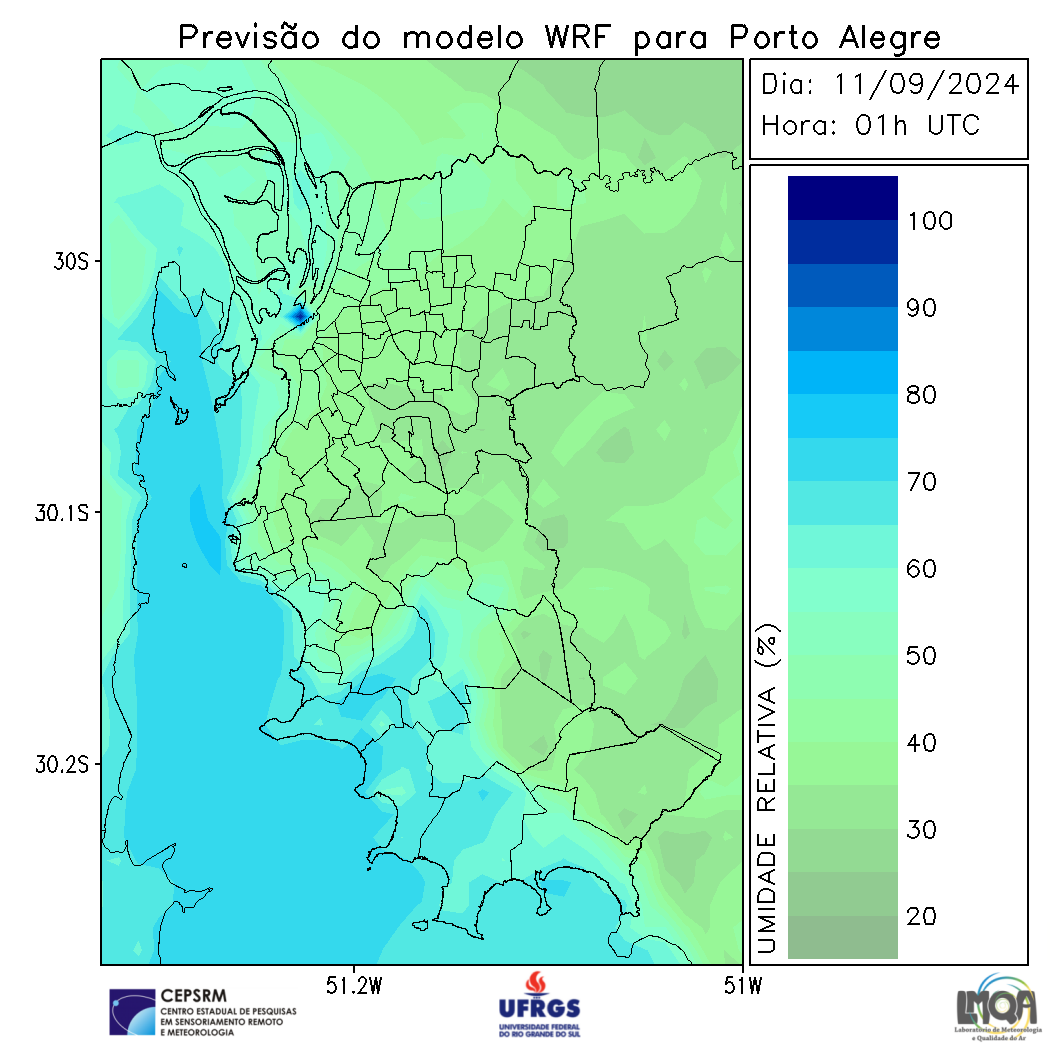 Previsão do modelo WRF para Porto Alegre
Dia: 11/09/2024
Hora: 01h UTC
100
90
80
70
60
50
40
30
20
UMIDADE RELATIVA (%)
30S
30.1S
30.2S
51.2W
51W
CEPSRM
CENTRO ESTADUAL DE PESQUISAS
EM SENSORIAMENTO REMOTO
E METEOROLOGIA
UFRGS
UNIVERSIDADE FEDERAL
DO RIO GRANDE DO SUL
LMQA
Laboratório de Meteorologia
e Qualidade do Ar